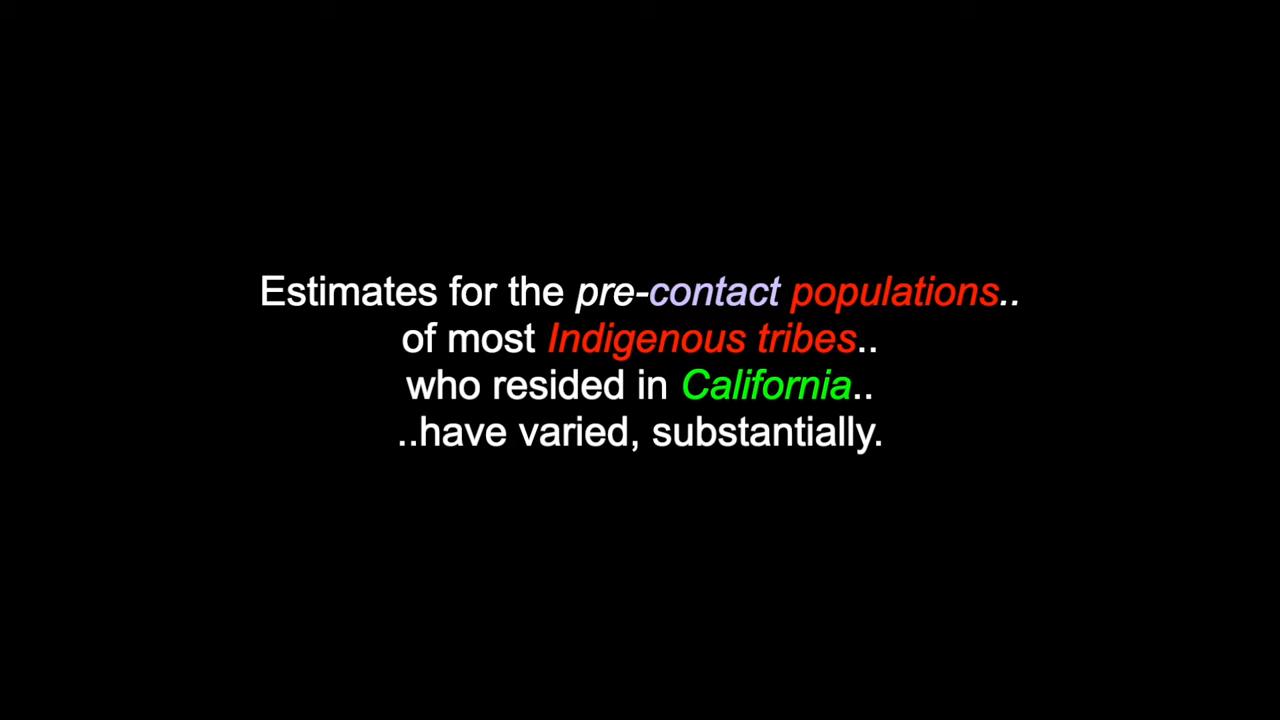 Estimates for the pre-contact populations..
of most Indigenous tribes..
who resided in California..
..have varied, substantially.